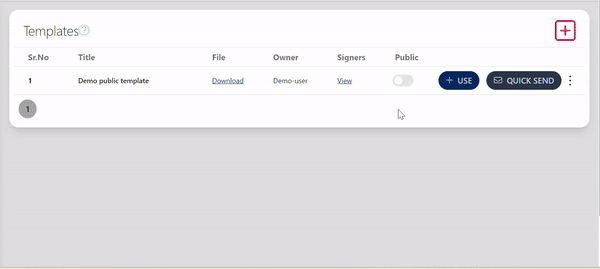 Templates ?
Sr.No Title File Owner Signers Public
1 Demo public template Download Demo-user View + USE QUICK SEND
1